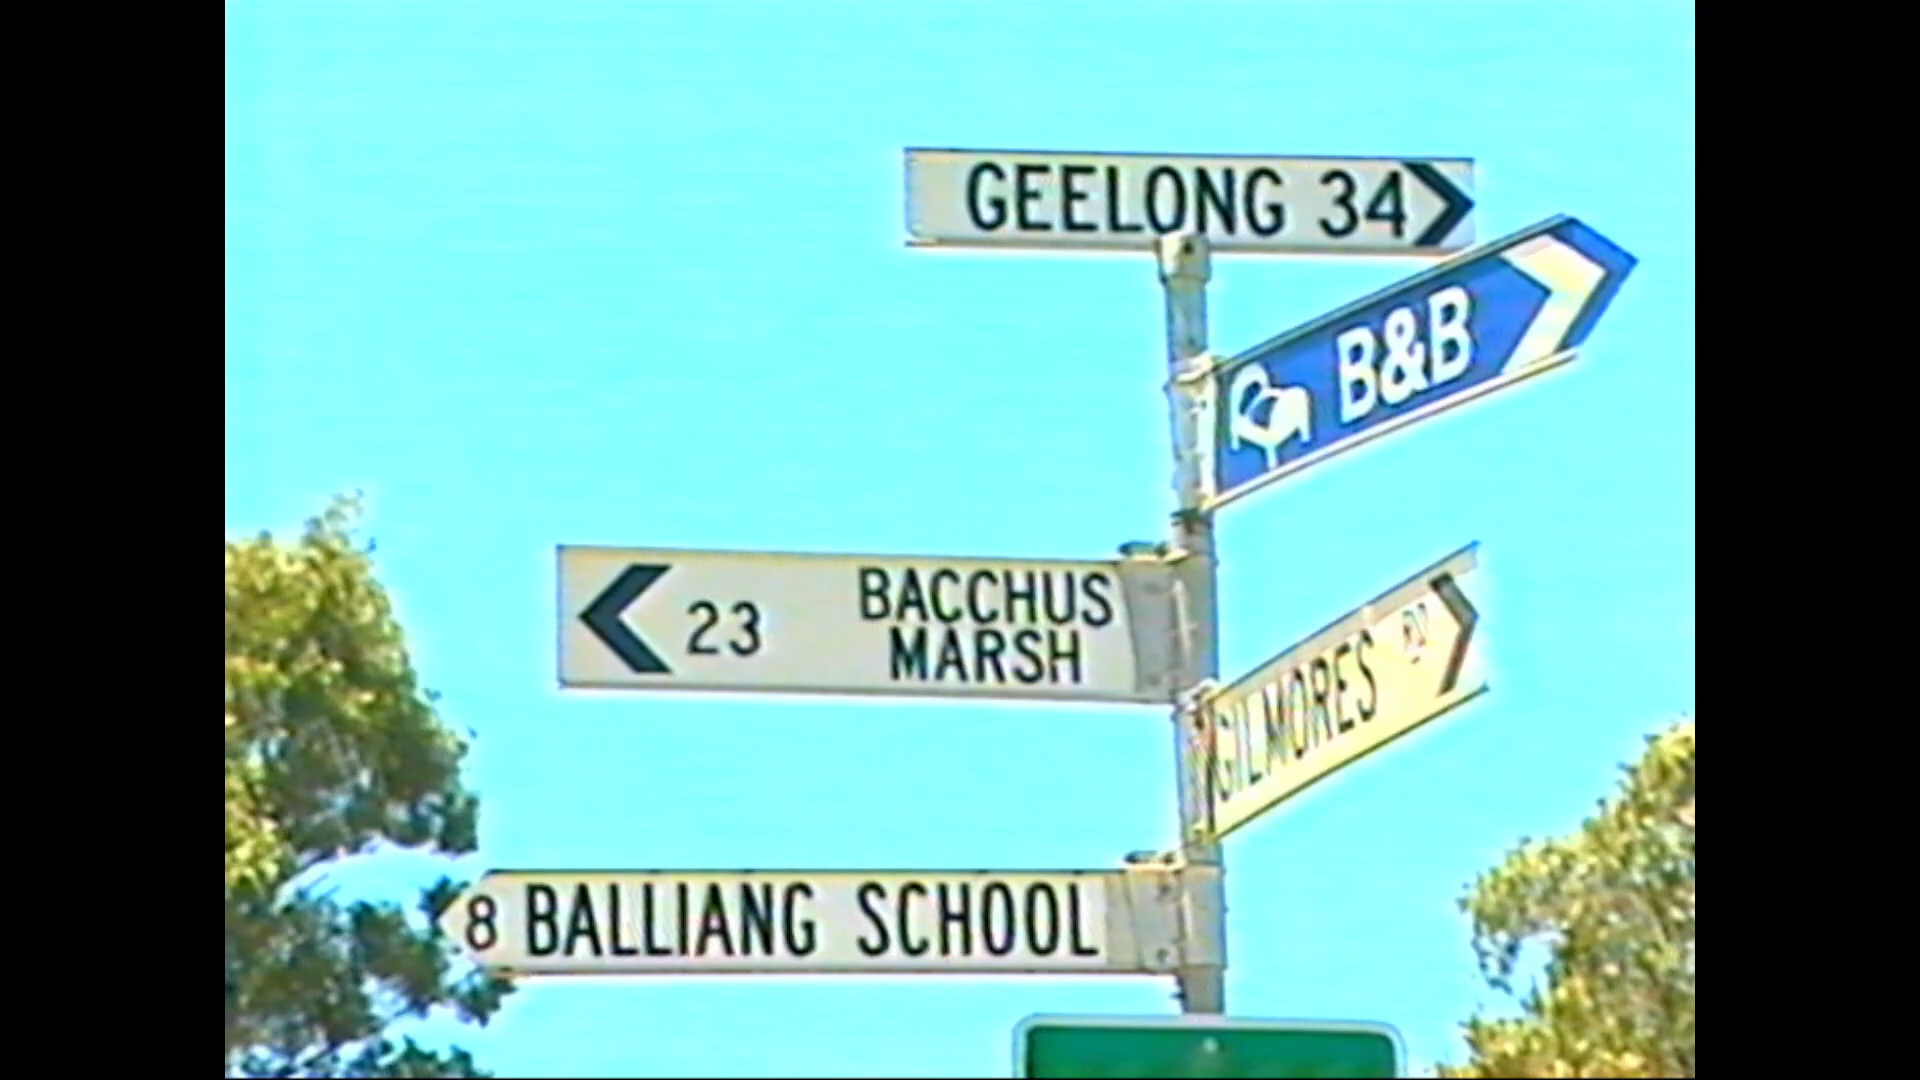 GEELONG 34
B&B
23 BACCHUS
MARSH
GILMORES RD
8 BALLIANG SCHOOL